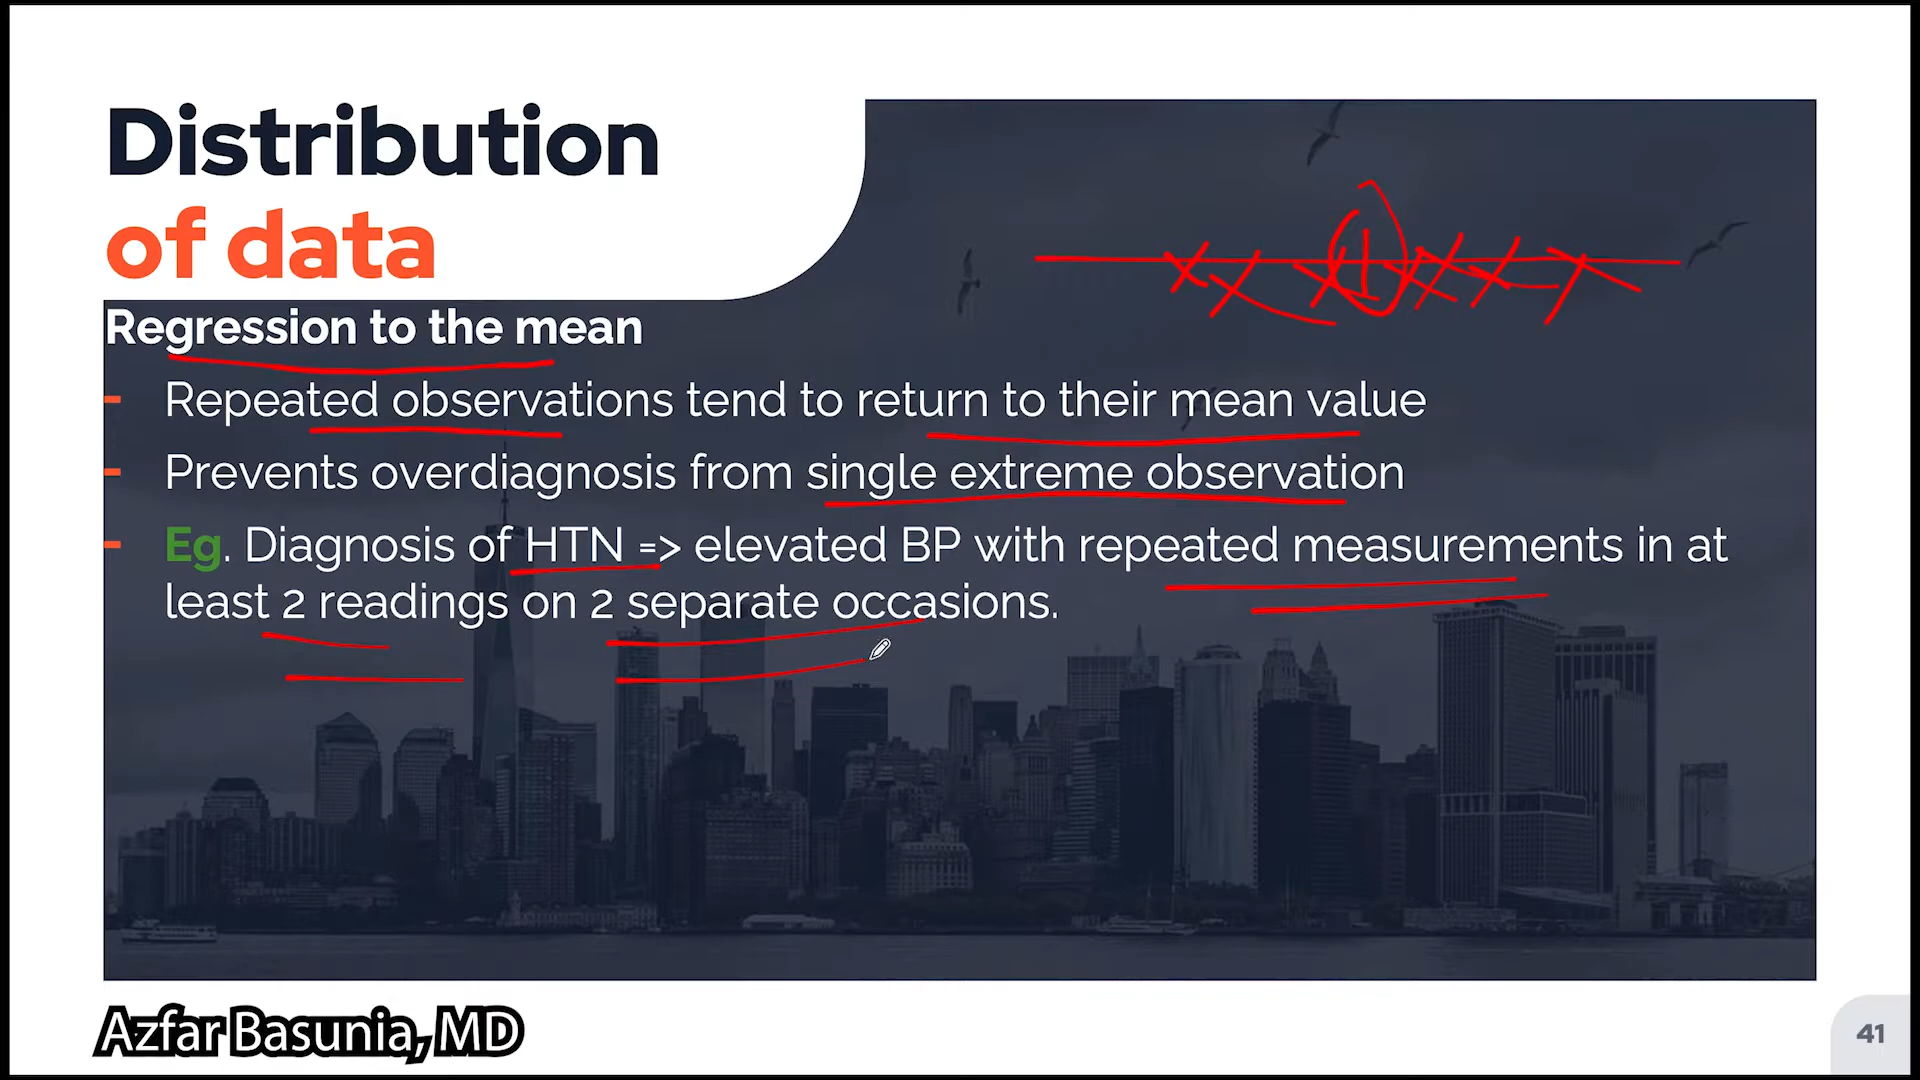 Distribution
of data
Regression to the mean
- Repeated observations tend to return to their mean value
- Prevents overdiagnosis from single extreme observation
- Eg. Diagnosis of HTN => elevated BP with repeated measurements in at
least 2 readings on 2 separate occasions.
Azfar Basunia, MD
41